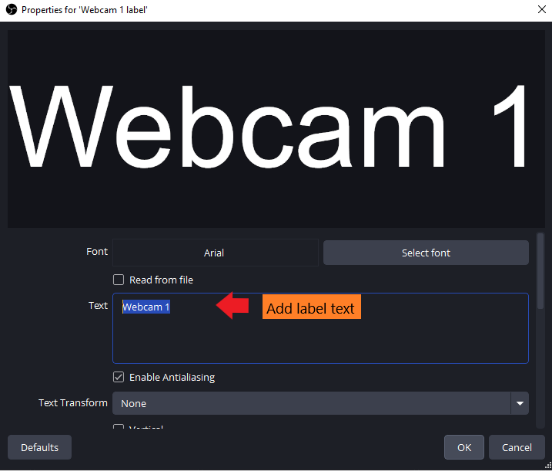 Properties for 'Webcam 1 label'
Webcam 1
Font
Arial
Select font
Read from file
Text
Webcam 1
Add label text
Enable Antialiasing
Text Transform
None
Vertical
Defaults
OK
Cancel